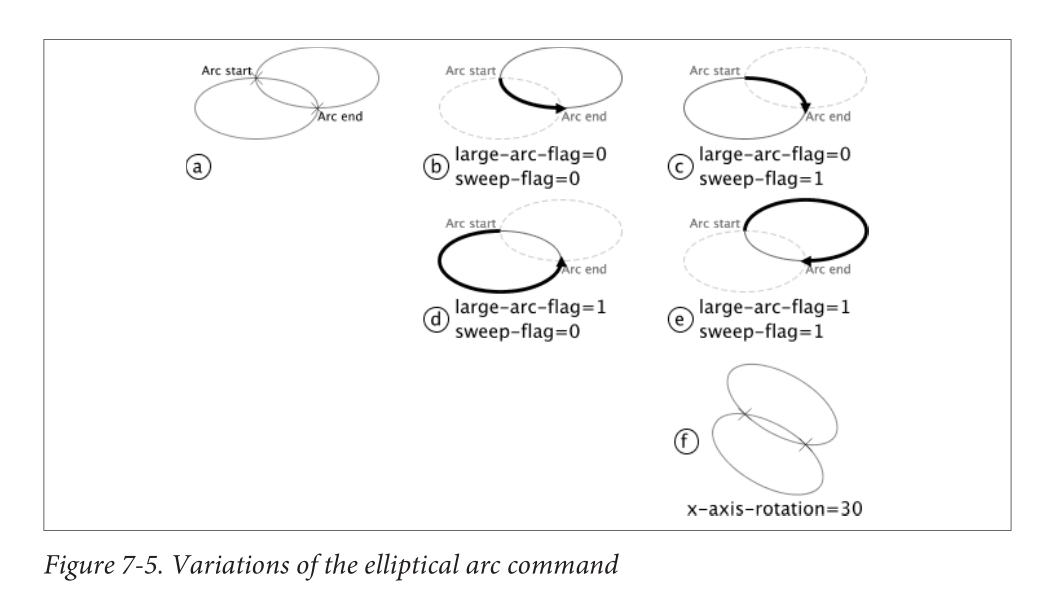 Arc start
Arc end
a
Arc start
Arc end
b
large-arc-flag=0
sweep-flag=0
Arc start
Arc end
c
large-arc-flag=0
sweep-flag=1
Arc start
Arc end
d
large-arc-flag=1
sweep-flag=0
Arc start
Arc end
e
large-arc-flag=1
sweep-flag=1
f
x-axis-rotation=30
Figure 7-5. Variations of the elliptical arc command